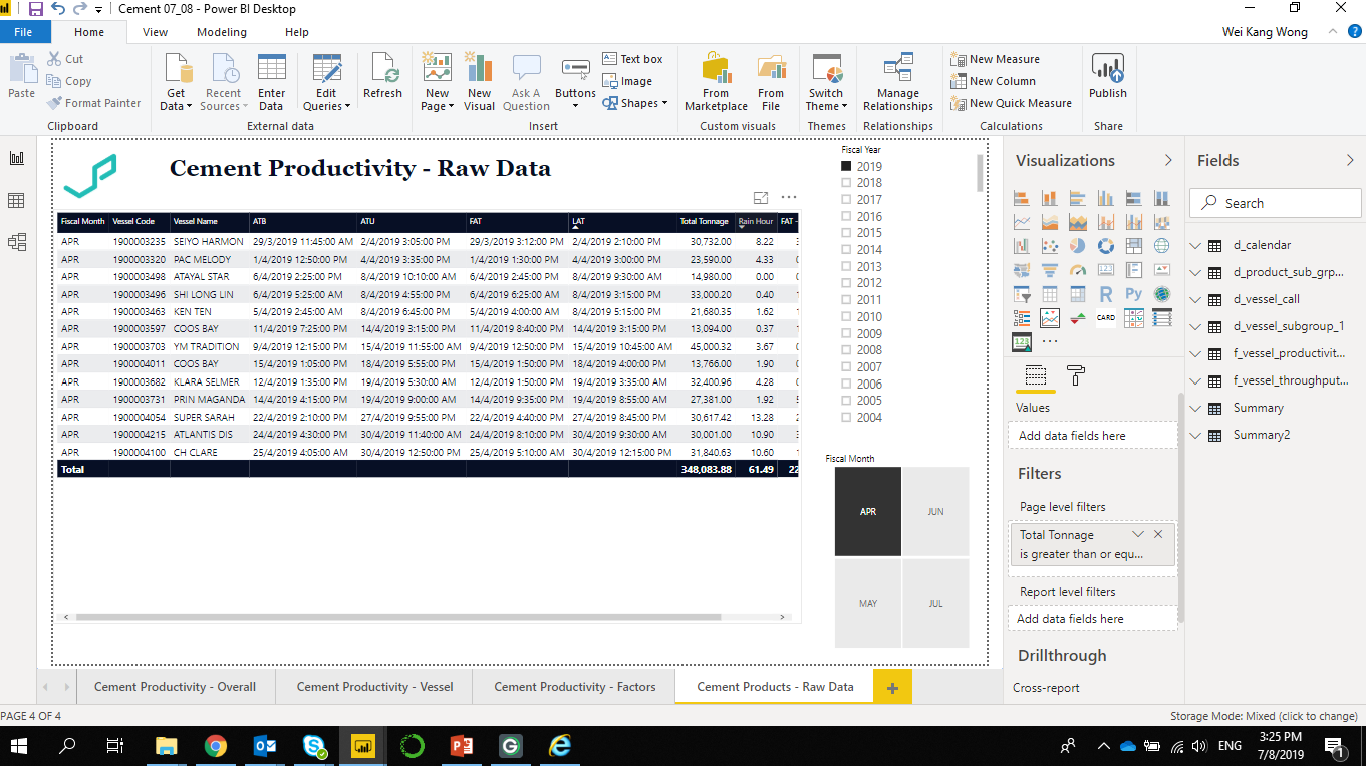 Cement 07_08 - Power BI Desktop
File Home View Modeling Help Wei Kang Wong
Cut
Copy
Format Painter
Paste
Clipboard
Get Data
Recent Sources
Enter Data
Edit Queries
Refresh
External data
New Page
New Visual
Ask A Question
Buttons
Text box
Image
Shapes
Insert
From Marketplace
From File
Custom visuals
Switch Theme
Themes
Manage Relationships
Relationships
New Measure
New Column
New Quick Measure
Calculations
Publish
Share
Cement Productivity - Raw Data
Fiscal Month Vessel Code Vessel Name ATB ATU FAT LAT Total Tonnage Rain Hour FAT -
APR 1900003235 SEIYO HARMON 29/3/2019 11:45:00 AM 2/4/2019 3:05:00 PM 29/3/2019 3:12:00 PM 2/4/2019 2:10:00 PM 30,732.00 8.22
APR 1900003320 PAC MELODY 1/4/2019 12:50:00 PM 4/4/2019 3:35:00 PM 1/4/2019 1:30:00 PM 4/4/2019 3:00:00 PM 23,590.00 4.33
APR 1900003498 ATAYAL STAR 6/4/2019 2:25:00 PM 8/4/2019 10:10:00 AM 6/4/2019 2:45:00 PM 8/4/2019 9:30:00 AM 14,980.00 0.00
APR 1900003496 SHI LONG LIN 6/4/2019 5:25:00 AM 8/4/2019 4:55:00 PM 6/4/2019 6:25:00 AM 8/4/2019 3:15:00 PM 33,000.20 0.40
APR 1900003463 KEN TEN 5/4/2019 2:45:00 AM 8/4/2019 6:45:00 PM 5/4/2019 4:00:00 AM 8/4/2019 5:15:00 PM 21,680.35 1.62
APR 1900003597 COOS BAY 11/4/2019 7:25:00 PM 14/4/2019 3:15:00 PM 11/4/2019 8:40:00 PM 14/4/2019 3:15:00 PM 13,094.00 0.37
APR 1900003703 YM TRADITION 9/4/2019 12:15:00 PM 15/4/2019 11:55:00 AM 9/4/2019 12:50:00 PM 15/4/2019 10:45:00 AM 45,000.32 3.67
APR 1900004011 COOS BAY 15/4/2019 1:05:00 PM 18/4/2019 5:55:00 PM 15/4/2019 1:50:00 PM 18/4/2019 4:00:00 PM 13,766.00 1.90
APR 1900003682 KLARA SELMER 12/4/2019 1:35:00 PM 19/4/2019 5:30:00 AM 12/4/2019 1:50:00 PM 19/4/2019 3:35:00 AM 32,400.96 4.28
APR 1900003731 PRIN MAGANDA 14/4/2019 4:15:00 PM 19/4/2019 9:00:00 AM 14/4/2019 9:35:00 PM 19/4/2019 8:55:00 AM 27,381.00 1.92
APR 1900004054 SUPER SARAH 22/4/2019 2:10:00 PM 27/4/2019 9:55:00 PM 22/4/2019 4:40:00 PM 27/4/2019 8:45:00 PM 30,617.42 13.28
APR 1900004215 ATLANTIS DIS 24/4/2019 4:30:00 PM 30/4/2019 11:40:00 AM 24/4/2019 8:10:00 PM 30/4/2019 9:30:00 AM 30,001.00 10.90
APR 1900004100 CH CLARE 25/4/2019 4:05:00 AM 30/4/2019 12:50:00 PM 25/4/2019 5:10:00 AM 30/4/2019 12:15:00 PM 31,840.63 10.60
Total 348,083.88 61.49 22
Fiscal Year
2019
2018
2017
2016
2015
2014
2013
2012
2011
2010
2009
2008
2007
2006
2005
2004
Fiscal Month
APR JUN
MAY JUL
Visualizations
R Py
CARD
123
Values
Add data fields here
Filters
Page level filters
Total Tonnage
is greater than or equ...
Report level filters
Add data fields here
Drillthrough
Cross-report
Fields
Search
d_calendar
d_product_sub_grp...
d_vessel_call
d_vessel_subgroup_1
f_vessel_productivit...
f_vessel_throughput...
Summary
Summary2
Cement Productivity - Overall Cement Productivity - Vessel Cement Productivity - Factors Cement Products - Raw Data
PAGE 4 OF 4 Storage Mode: Mixed (click to change)
ENG
3:25 PM
7/8/2019
1